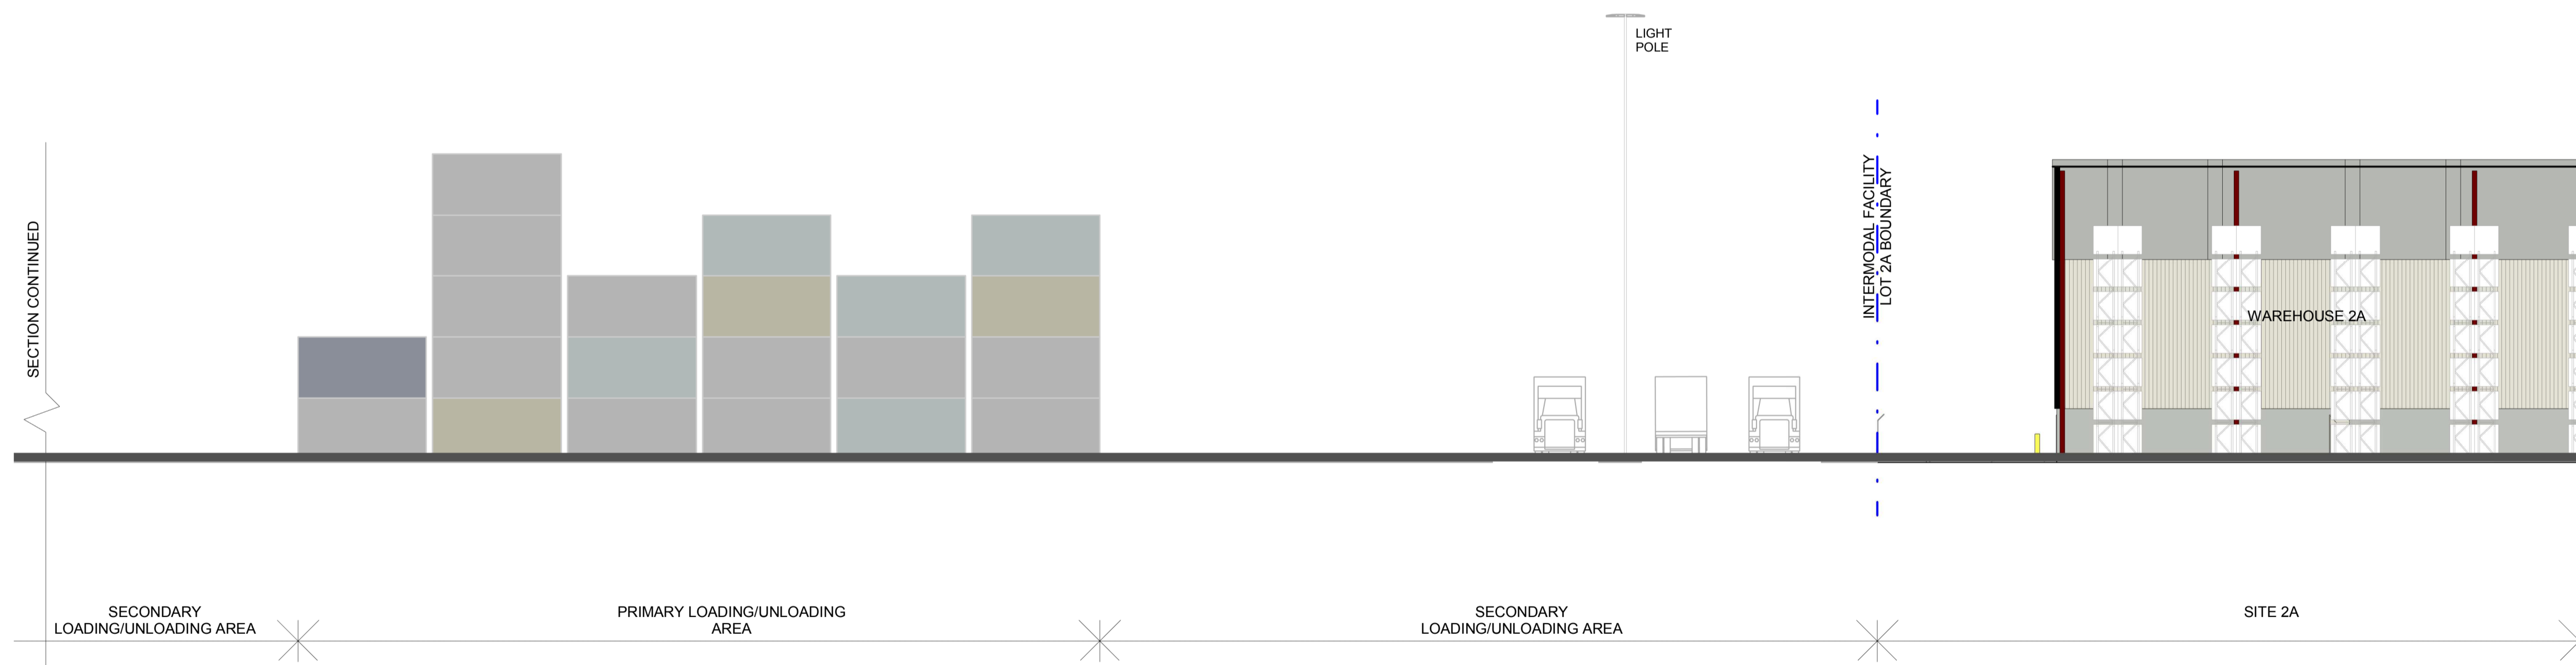 LIGHT
POLE
SECTION CONTINUED
INTERMODAL FACILITY
LOT 2A BOUNDARY
WAREHOUSE 2A
SECONDARY
LOADING/UNLOADING AREA
PRIMARY LOADING/UNLOADING
AREA
SECONDARY
LOADING/UNLOADING AREA
SITE 2A